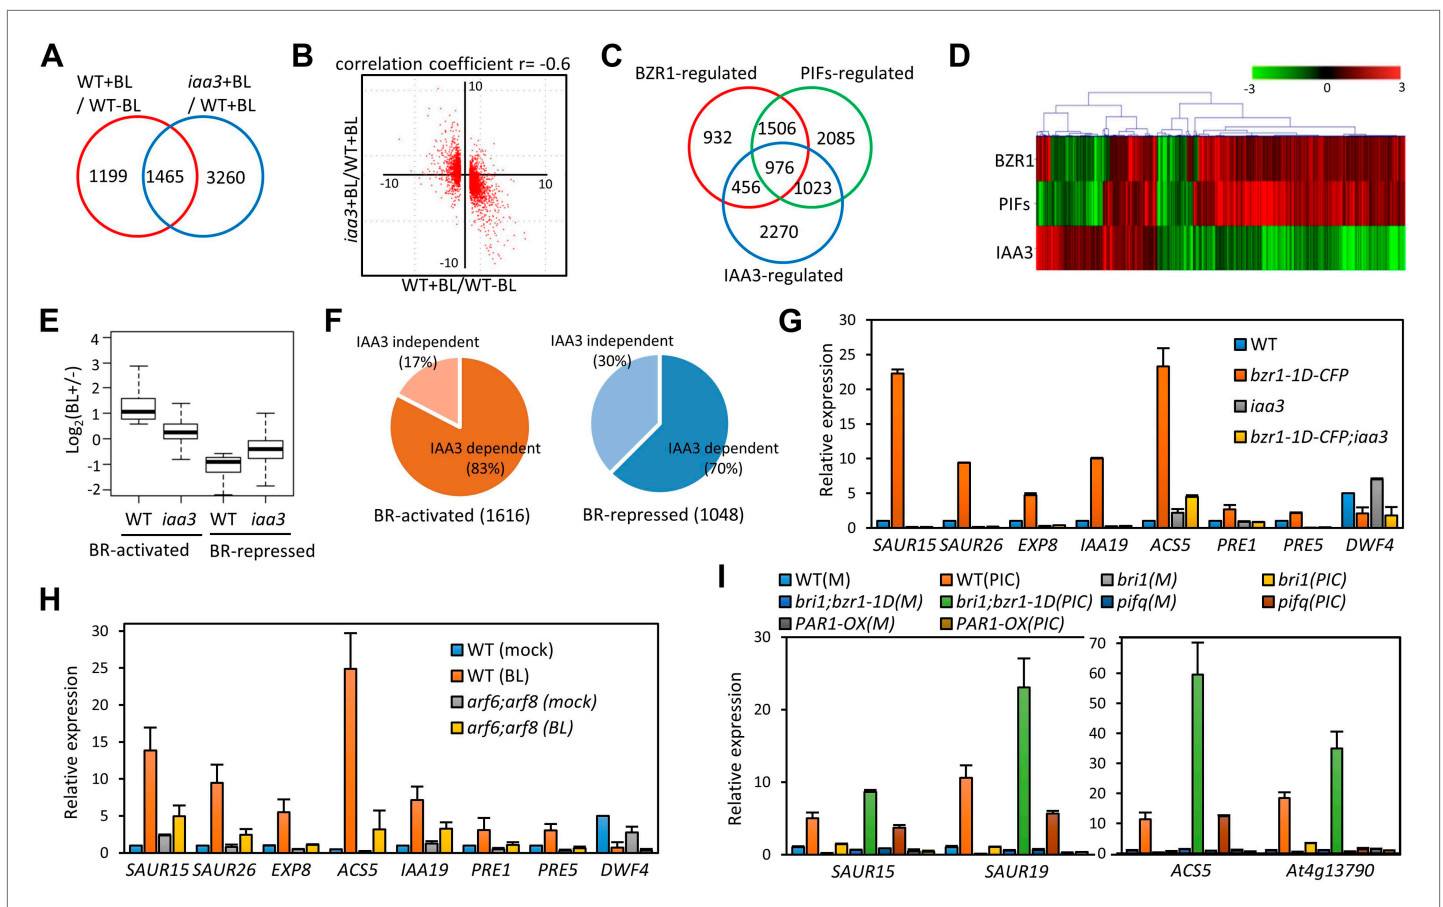 A
WT+BL
/ WT-BL
iaa3+BL
/ WT+BL
1199
1465
3260
B
correlation coefficient r= -0.6
10
-10
10
-10
iaa3+BL/WT+BL
WT+BL/WT-BL
C
BZR1-regulated
PIFs-regulated
932
1506
2085
976
456
1023
2270
IAA3-regulated
D
-3
0
3
BZR1
PIFs
IAA3
E
Log2(BL+/-)
4
3
2
1
0
-1
-2
WT iaa3 WT iaa3
BR-activated
BR-repressed
F
IAA3 independent
(17%)
IAA3 dependent
(83%)
BR-activated (1616)
IAA3 independent
(30%)
IAA3 dependent
(70%)
BR-repressed (1048)
G
Relative expression
30
25
20
15
10
5
0
WT
bzr1-1D-CFP
iaa3
bzr1-1D-CFP;iaa3
SAUR15 SAUR26 EXP8 IAA19 ACS5 PRE1 PRE5 DWF4
H
Relative expression
30
25
20
15
10
5
0
WT (mock)
WT (BL)
arf6;arf8 (mock)
arf6;arf8 (BL)
SAUR15 SAUR26 EXP8 ACS5 IAA19 PRE1 PRE5 DWF4
I
WT(M) WT(PIC) bri1(M) bri1(PIC)
bri1;bzr1-1D(M) bri1;bzr1-1D(PIC) pifq(M) pifq(PIC)
PAR1-OX(M) PAR1-OX(PIC)
Relative expression
30
20
10
0
SAUR15 SAUR19
70
60
50
40
30
20
10
0
ACS5 At4g13790